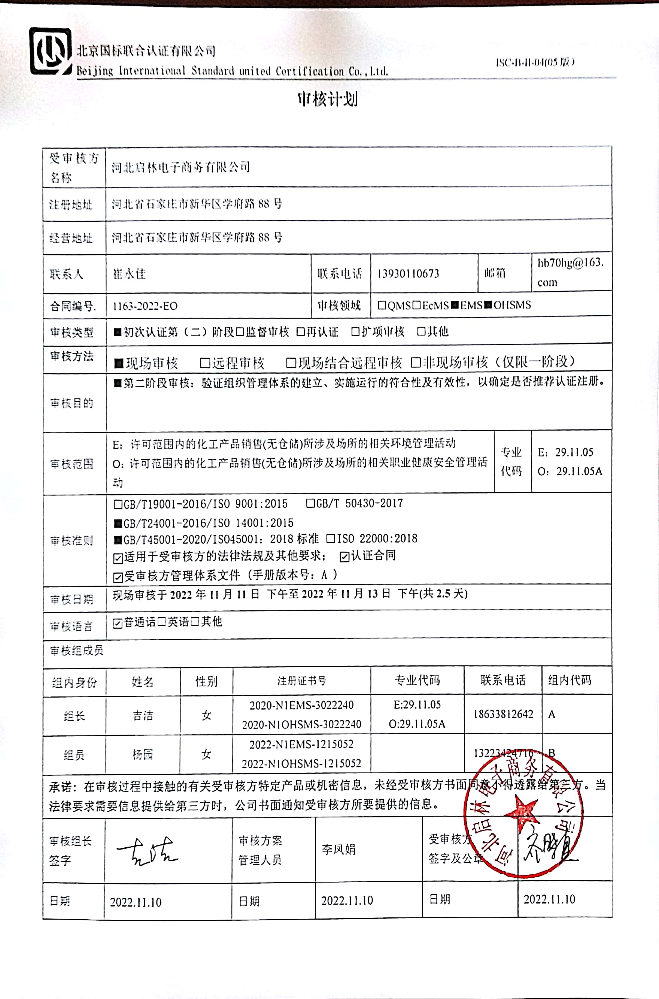 北京国标联合认证有限公司
Beijing International Standard united Certification Co.,Ltd.
ISC-B-II-04(05版)
审核计划
受审核方
名称
河北启林电子商务有限公司
注册地址
河北省石家庄市新华区学府路 88 号
经营地址
河北省石家庄市新华区学府路 88 号
联系人
崔永佳
联系电话
13930110673
邮箱
hb70hg@163.
com
合同编号.
1163-2022-EO
审核领域
□QMS□EcMS■EMS■OHSMS
审核类型
■初次认证第（二）阶段□监督审核 □再认证 □扩项审核 □其他
审核方法
■现场审核 □远程审核 □现场结合远程审核 □非现场审核（仅限一阶段）
审核目的
■第二阶段审核：验证组织管理体系的建立、实施运行的符合性及有效性，以确定是否推荐认证注册。
审核范围
E：许可范围内的化工产品销售(无仓储)所涉及场所的相关环境管理活动
O：许可范围内的化工产品销售(无仓储)所涉及场所的相关职业健康安全管理活
动
专业
代码
E：29.11.05
O：29.11.05A
审核准则
□GB/T19001-2016/ISO 9001:2015 □GB/T 50430-2017
■GB/T24001-2016/ISO 14001:2015
■GB/T45001-2020/ISO45001：2018 标准 □ISO 22000:2018
☑适用于受审核方的法律法规及其他要求； ☑认证合同
☑受审核方管理体系文件（手册版本号：A ）
审核日期
现场审核于 2022 年 11 月 11 日 下午至 2022 年 11 月 13 日 下午(共 2.5 天)
审核语言
☑普通话□英语□其他
审核组成员
组内身份 姓名 性别 注册证书号 专业代码 联系电话 组内代码
组长 吉洁 女
2020-N1EMS-3022240
2020-N1OHSMS-3022240
E:29.11.05
O:29.11.05A
18633812642 A
组员 杨园 女
2022-N1EMS-1215052
2022-N1OHSMS-1215052
13223424716 B
承诺：在审核过程中接触的有关受审核方特定产品或机密信息，未经受审核方书面同意不得透露给第三方。当
法律要求需要信息提供给第三方时，公司书面通知受审核方所要提供的信息。
审核组长
签字
吉洁
审核方案
管理人员
李凤娟
受审核方
签字及公章
河北启林电子商务有限公司
日期
2022.11.10
日期
2022.11.10
日期
2022.11.10